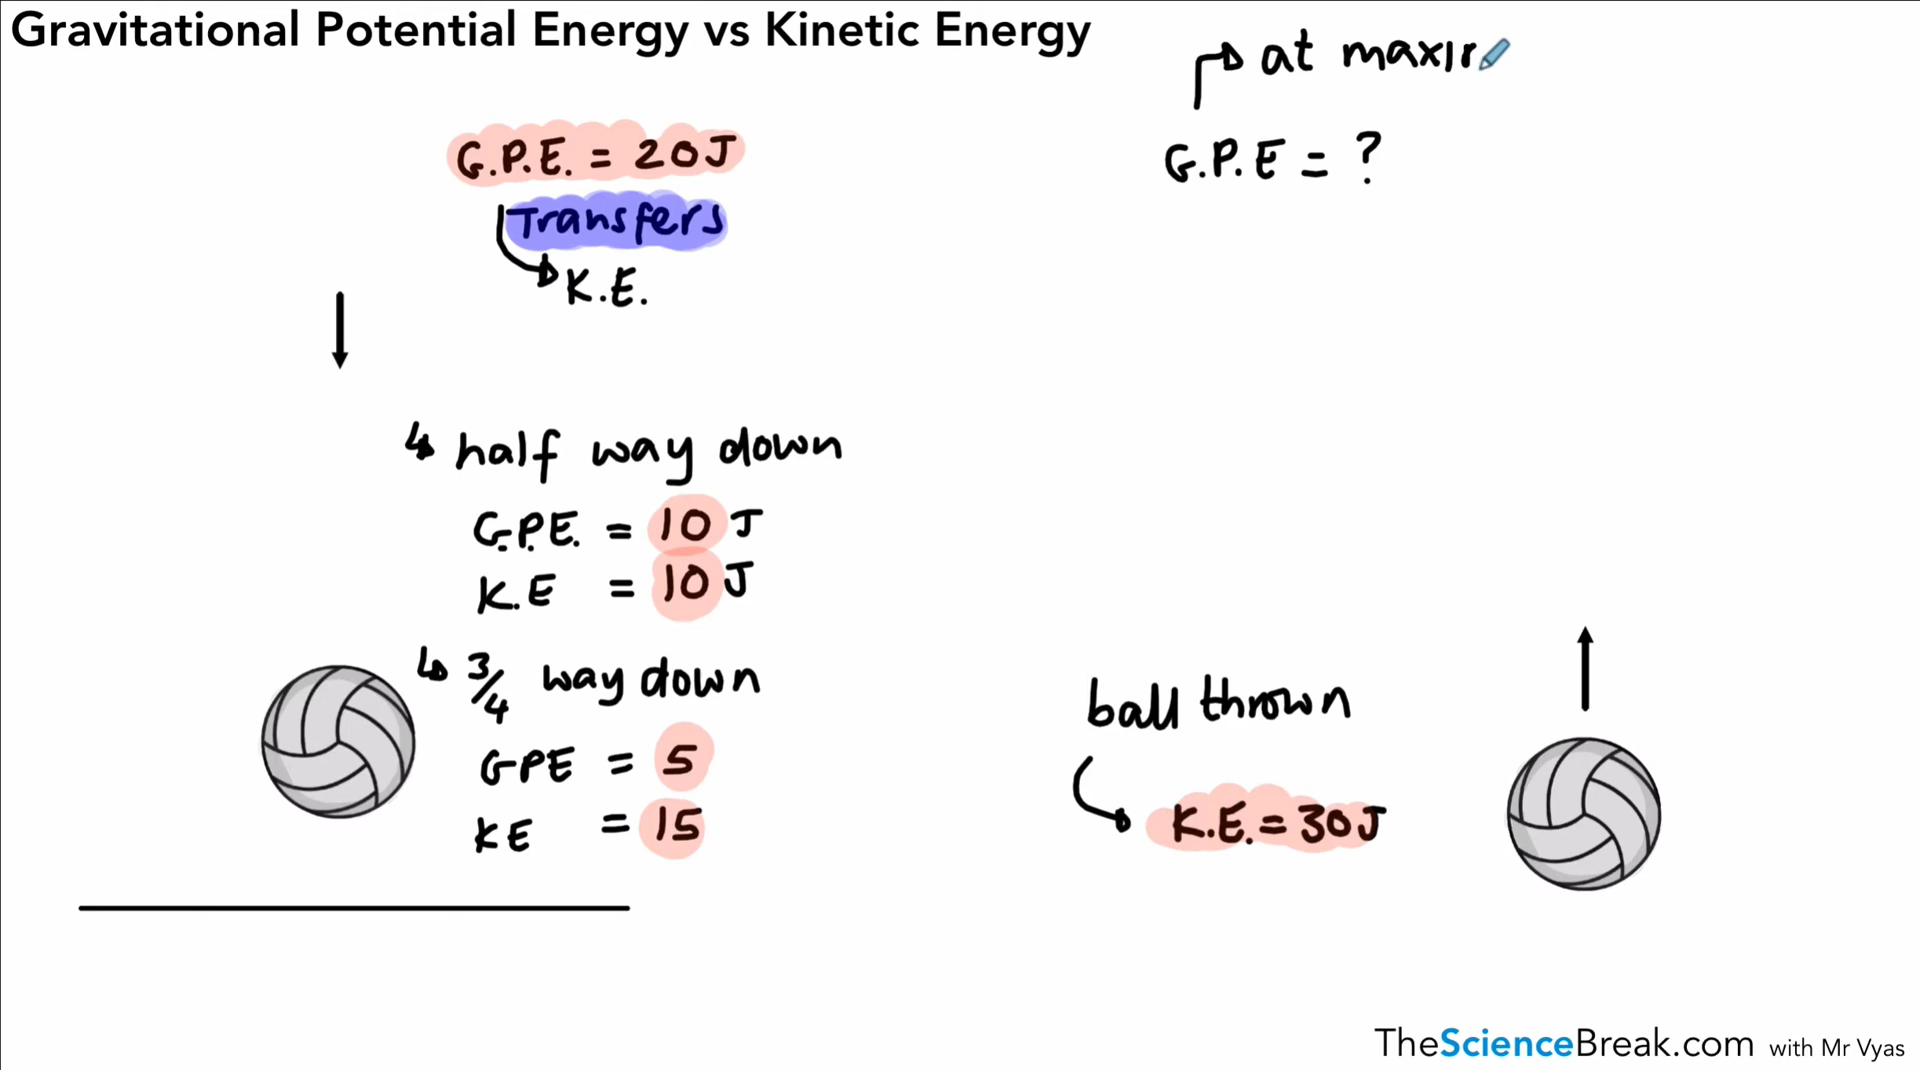 Gravitational Potential Energy vs Kinetic Energy
G.P.E. = 20J
Transfers
K.E.
half way down
G.P.E. = 10 J
K.E = 10 J
3/4 way down
GPE = 5
KE = 15
at
G.P.E = ?
ball thrown
K.E. = 30J
TheScienceBreak.com with Mr Vyas